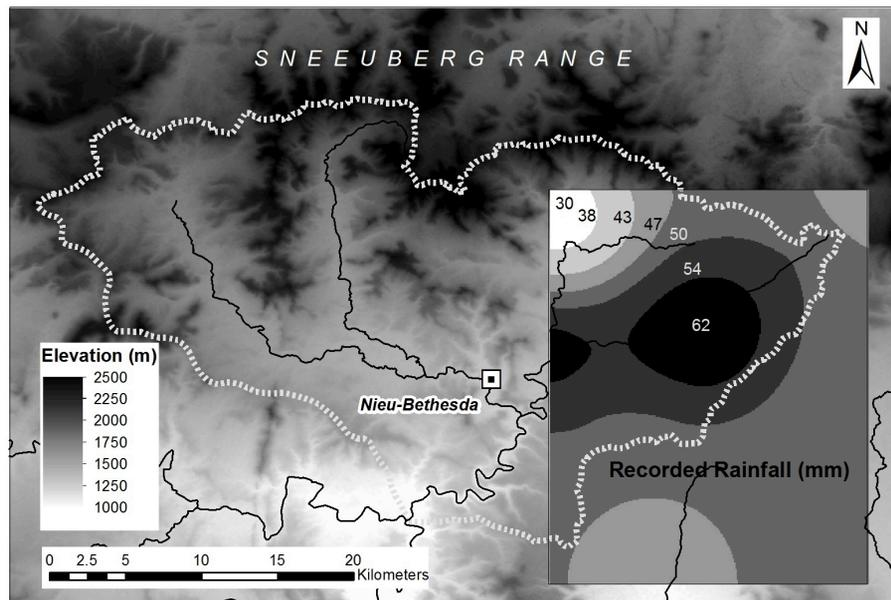 SNEEUBERG RANGE
N
30
38
43
47
50
54
62
Elevation (m)
2500
2250
2000
1750
1500
1250
1000
Nieu-Bethesda
Recorded Rainfall (mm)
0 2.5 5 10 15 20
Kilometers